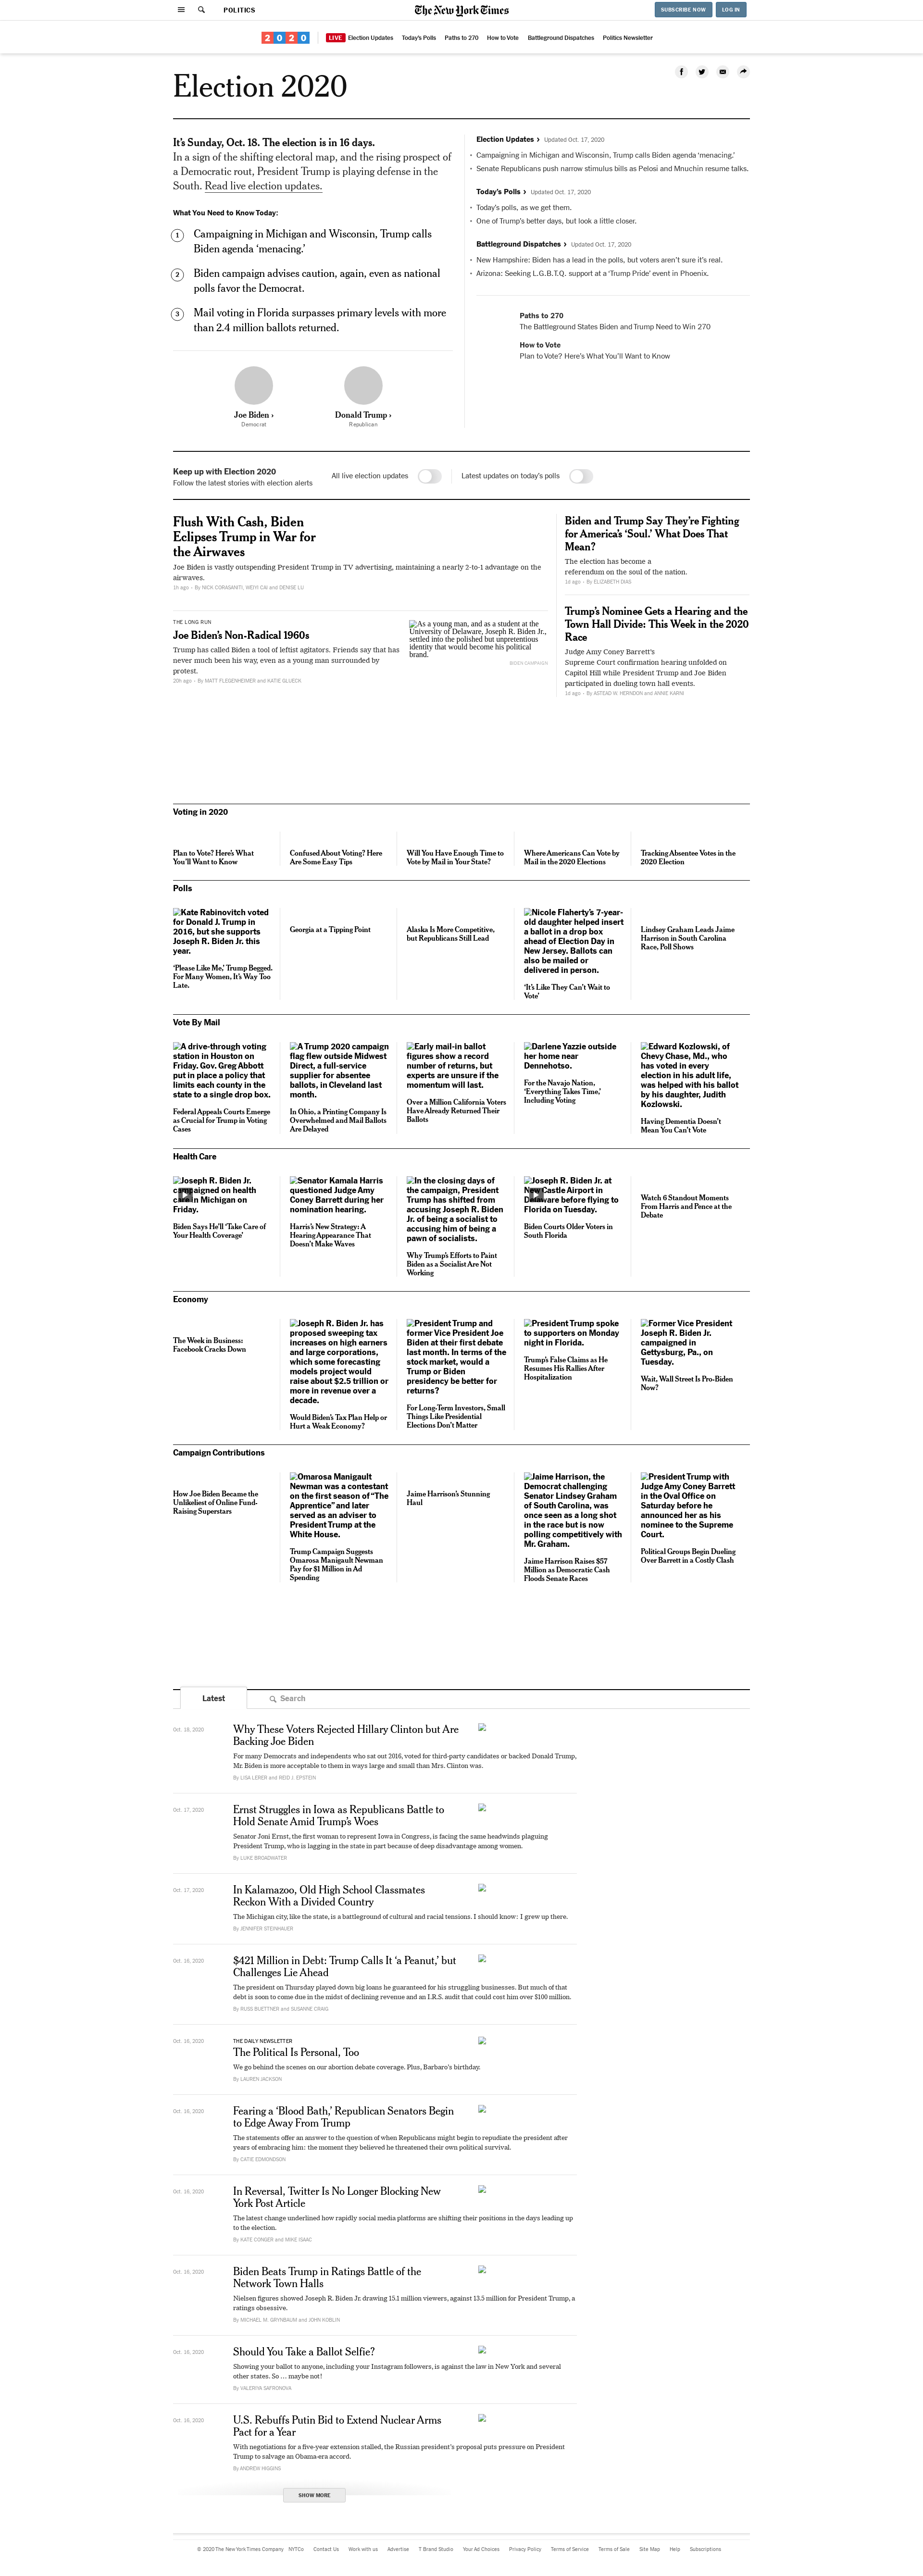 POLITICS
The New York Times
SUBSCRIBE NOW
LOG IN
2020
LIVE Election Updates
Today's Polls
Paths to 270
How to Vote
Battleground Dispatches
Politics Newsletter
Election 2020
It's Sunday, Oct. 18. The election is in 16 days.
In a sign of the shifting electoral map, and the rising prospect of
a Democratic rout, President Trump is playing defense in the
South. Read live election updates.
What You Need to Know Today:
1
Campaigning in Michigan and Wisconsin, Trump calls
Biden agenda 'menacing.'
2
Biden campaign advises caution, again, even as national
polls favor the Democrat.
3
Mail voting in Florida surpasses primary levels with more
than 2.4 million ballots returned.
Joe Biden ›
Democrat
Donald Trump ›
Republican
Election Updates › Updated Oct. 17, 2020
• Campaigning in Michigan and Wisconsin, Trump calls Biden agenda 'menacing.'
• Senate Republicans push narrow stimulus bills as Pelosi and Mnuchin resume talks.
Today's Polls › Updated Oct. 17, 2020
• Today's polls, as we get them.
• One of Trump's better days, but look a little closer.
Battleground Dispatches › Updated Oct. 17, 2020
• New Hampshire: Biden has a lead in the polls, but voters aren't sure it's real.
• Arizona: Seeking L.G.B.T.Q. support at a 'Trump Pride' event in Phoenix.
Paths to 270
The Battleground States Biden and Trump Need to Win 270
How to Vote
Plan to Vote? Here's What You'll Want to Know
Keep up with Election 2020
Follow the latest stories with election alerts
All live election updates
Latest updates on today's polls
Flush With Cash, Biden
Eclipses Trump in War for
the Airwaves
Joe Biden is vastly outspending President Trump in TV advertising, maintaining a nearly 2-to-1 advantage on the
airwaves.
1h ago · By NICK CORASANITI, WEIYI CAI and DENISE LU
THE LONG RUN
Joe Biden's Non-Radical 1960s
Trump has called Biden a tool of leftist agitators. Friends say that has
never much been his way, even as a young man surrounded by
protest.
20h ago · By MATT FLEGENHEIMER and KATIE GLUECK
As a young man, and as a student at the
University of Delaware, Joseph R. Biden Jr.,
settled into the polished but unpretentious
identity that would become his political
brand.
BIDEN CAMPAIGN
Biden and Trump Say They're Fighting
for America's 'Soul.' What Does That
Mean?
The election has become a
referendum on the soul of the nation.
1d ago · By ELIZABETH DIAS
Trump's Nominee Gets a Hearing and the
Town Hall Divide: This Week in the 2020
Race
Judge Amy Coney Barrett's
Supreme Court confirmation hearing unfolded on
Capitol Hill while President Trump and Joe Biden
participated in dueling town hall events.
1d ago · By ASTEAD W. HERNDON and ANNIE KARNI
Voting in 2020
Plan to Vote? Here's What
You'll Want to Know
Confused About Voting? Here
Are Some Easy Tips
Will You Have Enough Time to
Vote by Mail in Your State?
Where Americans Can Vote by
Mail in the 2020 Elections
Tracking Absentee Votes in the
2020 Election
Polls
Kate Rabinovitch voted
for Donald J. Trump in
2016, but she supports
Joseph R. Biden Jr. this
year.
'Please Like Me,' Trump Begged.
For Many Women, It's Way Too
Late.
Georgia at a Tipping Point
Alaska Is More Competitive,
but Republicans Still Lead
Nicole Flaherty's 7-year-
old daughter helped insert
a ballot in a drop box
ahead of Election Day in
New Jersey. Ballots can
also be mailed or
delivered in person.
'It's Like They Can't Wait to
Vote'
Lindsey Graham Leads Jaime
Harrison in South Carolina
Race, Poll Shows
Vote By Mail
A drive-through voting
station in Houston on
Friday. Gov. Greg Abbott
put in place a policy that
limits each county in the
state to a single drop box.
Federal Appeals Courts Emerge
as Crucial for Trump in Voting
Cases
A Trump 2020 campaign
flag flew outside Midwest
Direct, a full-service
supplier for absentee
ballots, in Cleveland last
month.
In Ohio, a Printing Company Is
Overwhelmed and Mail Ballots
Are Delayed
Early mail-in ballot
figures show a record
number of returns, but
experts are unsure if the
momentum will last.
Over a Million California Voters
Have Already Returned Their
Ballots
Darlene Yazzie outside
her home near
Dennehotso.
For the Navajo Nation,
'Everything Takes Time,'
Including Voting
Edward Kozlowski, of
Chevy Chase, Md., who
has voted in every
election in his adult life,
was helped with his ballot
by his daughter, Judith
Kozlowski.
Having Dementia Doesn't
Mean You Can't Vote
Health Care
Joseph R. Biden Jr.
campaigned on health
care in Michigan on
Friday.
Biden Says He'll 'Take Care of
Your Health Coverage'
Senator Kamala Harris
questioned Judge Amy
Coney Barrett during her
nomination hearing.
Harris's New Strategy: A
Hearing Appearance That
Doesn't Make Waves
In the closing days of
the campaign, President
Trump has shifted from
accusing Joseph R. Biden
Jr. of being a socialist to
accusing him of being a
pawn of socialists.
Why Trump's Efforts to Paint
Biden as a Socialist Are Not
Working
Joseph R. Biden Jr. at
New Castle Airport in
Delaware before flying to
Florida on Tuesday.
Biden Courts Older Voters in
South Florida
Watch 6 Standout Moments
From Harris and Pence at the
Debate
Economy
The Week in Business:
Facebook Cracks Down
Joseph R. Biden Jr. has
proposed sweeping tax
increases on high earners
and large corporations,
which some forecasting
models project would
raise about $2.5 trillion or
more in revenue over a
decade.
Would Biden's Tax Plan Help or
Hurt a Weak Economy?
President Trump and
former Vice President Joe
Biden at their first debate
last month. In terms of the
stock market, would a
Trump or Biden
presidency be better for
returns?
For Long-Term Investors, Small
Things Like Presidential
Elections Don't Matter
President Trump spoke
to supporters on Monday
night in Florida.
Trump's False Claims as He
Resumes His Rallies After
Hospitalization
Former Vice President
Joseph R. Biden Jr.
campaigned in
Gettysburg, Pa., on
Tuesday.
Wait, Wall Street Is Pro-Biden
Now?
Campaign Contributions
How Joe Biden Became the
Unlikeliest of Online Fund-
Raising Superstars
Omarosa Manigault
Newman was a contestant
on the first season of "The
Apprentice" and later
served as an adviser to
President Trump at the
White House.
Trump Campaign Suggests
Omarosa Manigault Newman
Pay for $1 Million in Ad
Spending
Jaime Harrison's Stunning
Haul
Jaime Harrison, the
Democrat challenging
Senator Lindsey Graham
of South Carolina, was
once seen as a long shot
in the race but is now
polling competitively with
Mr. Graham.
Jaime Harrison Raises $57
Million as Democratic Cash
Floods Senate Races
President Trump with
Judge Amy Coney Barrett
in the Oval Office on
Saturday before he
announced her as his
nominee to the Supreme
Court.
Political Groups Begin Dueling
Over Barrett in a Costly Clash
Latest
Search
Oct. 18, 2020
Why These Voters Rejected Hillary Clinton but Are
Backing Joe Biden
For many Democrats and independents who sat out 2016, voted for third-party candidates or backed Donald Trump,
Mr. Biden is more acceptable to them in ways large and small than Mrs. Clinton was.
By LISA LERER and REID J. EPSTEIN
Oct. 17, 2020
Ernst Struggles in Iowa as Republicans Battle to
Hold Senate Amid Trump's Woes
Senator Joni Ernst, the first woman to represent Iowa in Congress, is facing the same headwinds plaguing
President Trump, who is lagging in the state in part because of deep disadvantage among women.
By LUKE BROADWATER
Oct. 17, 2020
In Kalamazoo, Old High School Classmates
Reckon With a Divided Country
The Michigan city, like the state, is a battleground of cultural and racial tensions. I should know: I grew up there.
By JENNIFER STEINHAUER
Oct. 16, 2020
$421 Million in Debt: Trump Calls It 'a Peanut,' but
Challenges Lie Ahead
The president on Thursday played down big loans he guaranteed for his struggling businesses. But much of that
debt is soon to come due in the midst of declining revenue and an I.R.S. audit that could cost him over $100 million.
By RUSS BUETTNER and SUSANNE CRAIG
Oct. 16, 2020
THE DAILY NEWSLETTER
The Political Is Personal, Too
We go behind the scenes on our abortion debate coverage. Plus, Barbaro's birthday.
By LAUREN JACKSON
Oct. 16, 2020
Fearing a 'Blood Bath,' Republican Senators Begin
to Edge Away From Trump
The statements offer an answer to the question of when Republicans might begin to repudiate the president after
years of embracing him: the moment they believed he threatened their own political survival.
By CATIE EDMONDSON
Oct. 16, 2020
In Reversal, Twitter Is No Longer Blocking New
York Post Article
The latest change underlined how rapidly social media platforms are shifting their positions in the days leading up
to the election.
By KATE CONGER and MIKE ISAAC
Oct. 16, 2020
Biden Beats Trump in Ratings Battle of the
Network Town Halls
Nielsen figures showed Joseph R. Biden Jr. drawing 15.1 million viewers, against 13.5 million for President Trump, a
ratings obsessive.
By MICHAEL M. GRYNBAUM and JOHN KOBLIN
Oct. 16, 2020
Should You Take a Ballot Selfie?
Showing your ballot to anyone, including your Instagram followers, is against the law in New York and several
other states. So … maybe not!
By VALERIYA SAFRONOVA
Oct. 16, 2020
U.S. Rebuffs Putin Bid to Extend Nuclear Arms
Pact for a Year
With negotiations for a five-year extension stalled, the Russian president's proposal puts pressure on President
Trump to salvage an Obama-era accord.
By ANDREW HIGGINS
SHOW MORE
© 2020 The New York Times Company
NYTCo
Contact Us
Work with us
Advertise
T Brand Studio
Your Ad Choices
Privacy Policy
Terms of Service
Terms of Sale
Site Map
Help
Subscriptions